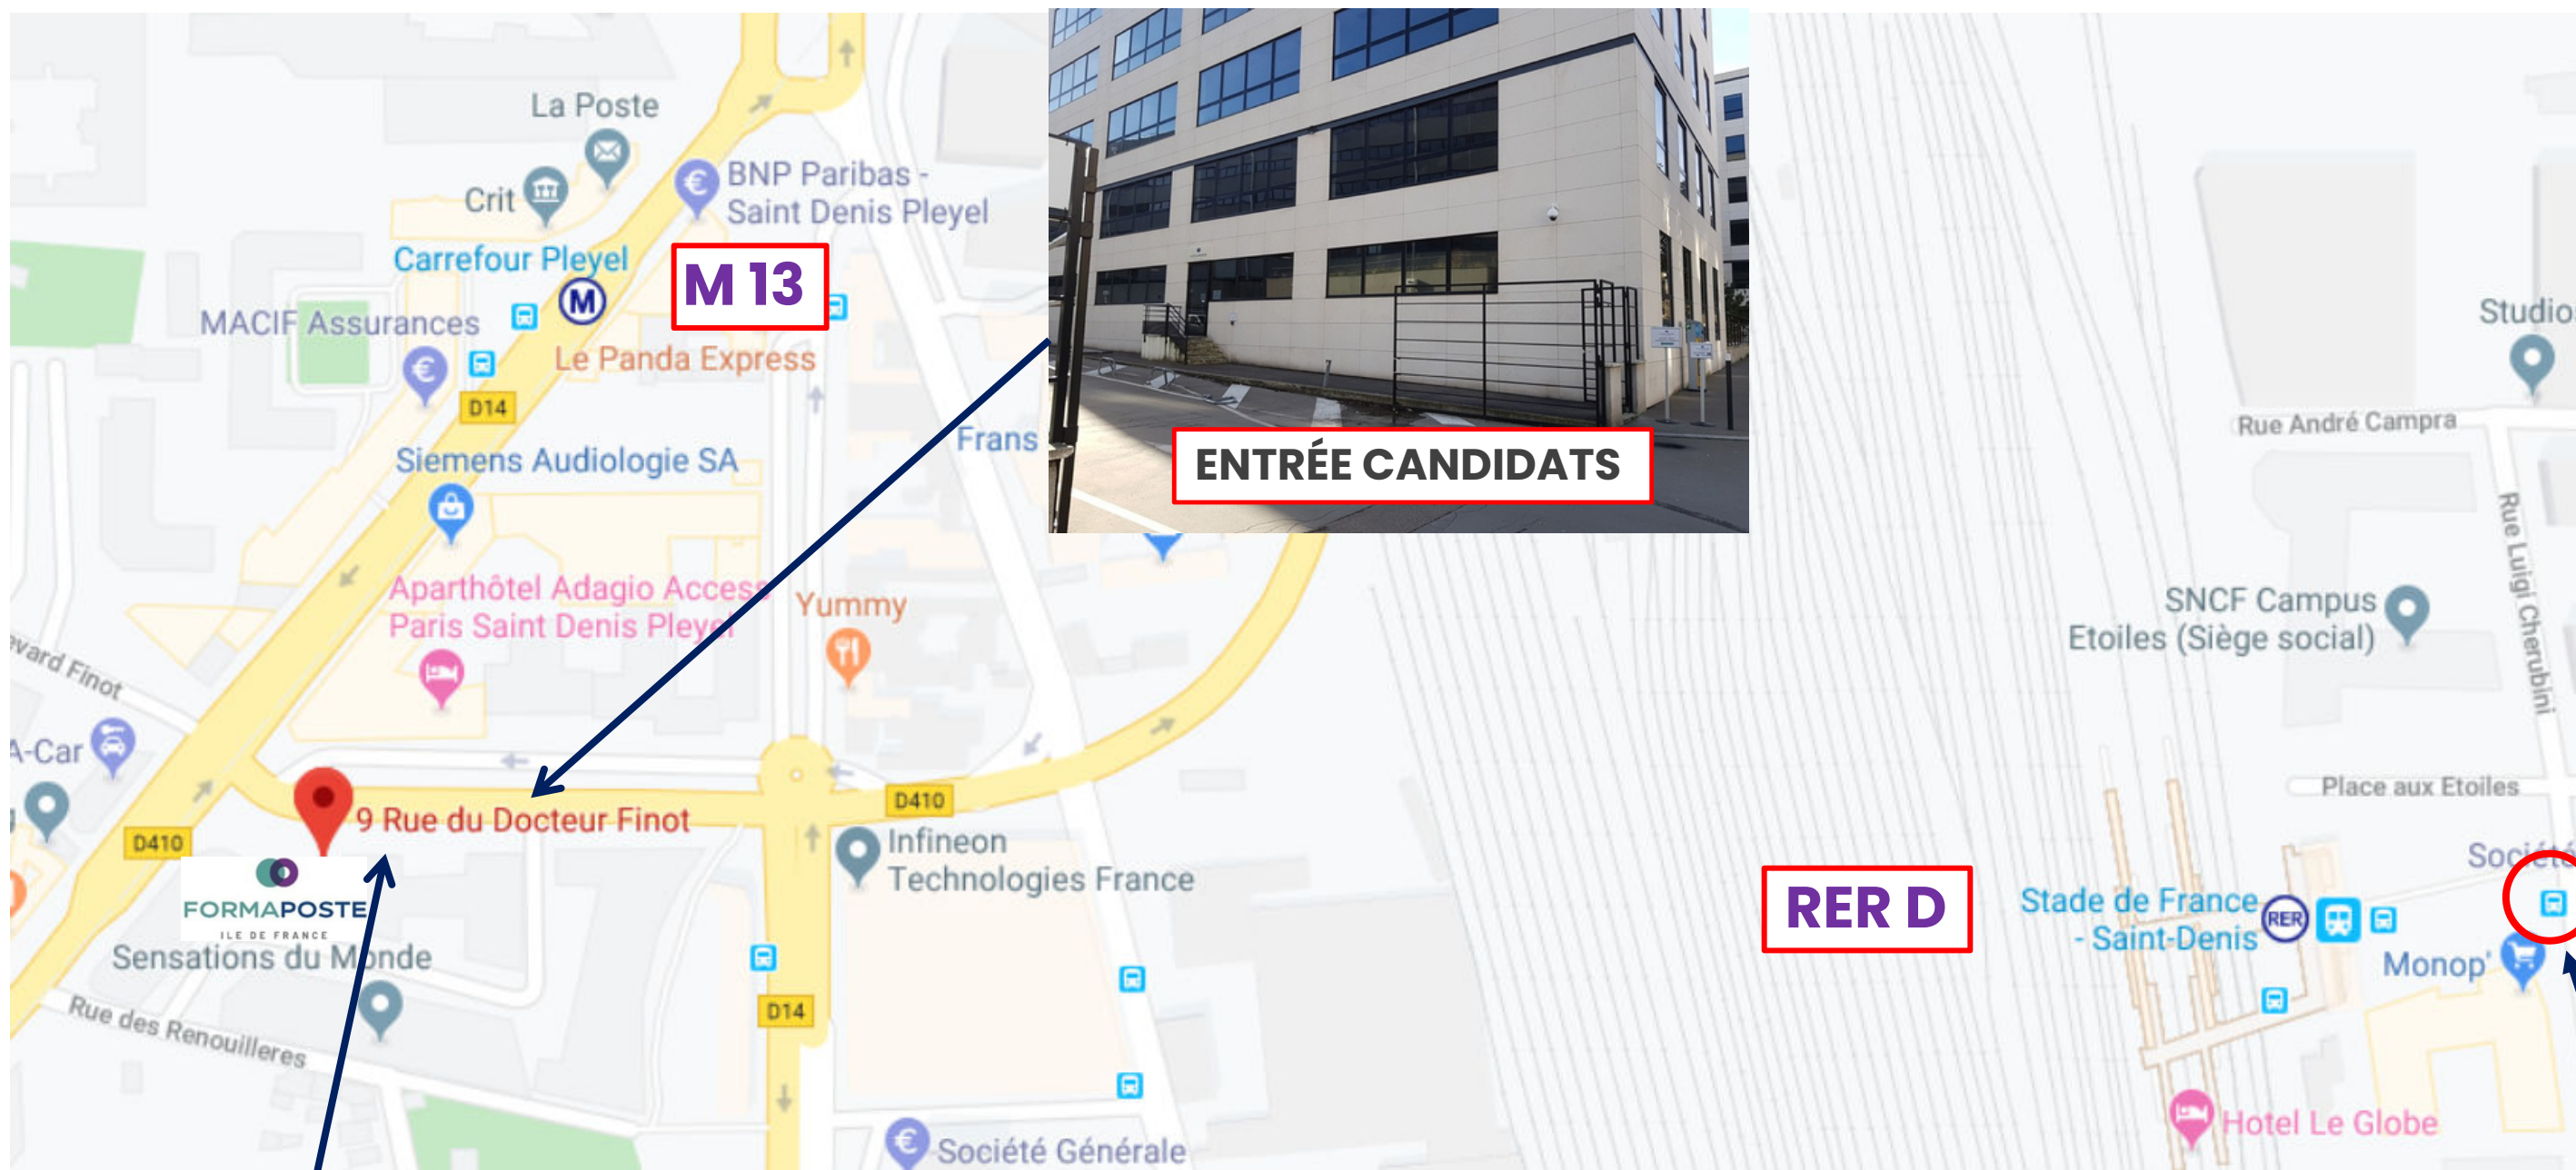 La Poste
BNP Paribas -
Saint Denis Pleyel
Crit
Carrefour Pleyel
M
M 13
MACIF Assurances
Le Panda Express
D14
Siemens Audiologie SA
Frans
ENTRÉE CANDIDATS
Aparthôtel Adagio Access
Paris Saint Denis Pleyel
Yummy
vard Finot
A-Car
9 Rue du Docteur Finot
D410
D410
Infineon
Technologies France
FORMAPOSTE
ILE DE FRANCE
Sensations du Monde
Rue des Renouilleres
D14
Société Générale
Studio
Rue André Campra
Rue Luigi Cherubini
SNCF Campus
Etoiles (Siège social)
Place aux Etoiles
Société
RER D
Stade de France
- Saint-Denis
RER
Monop'
Hotel Le Globe